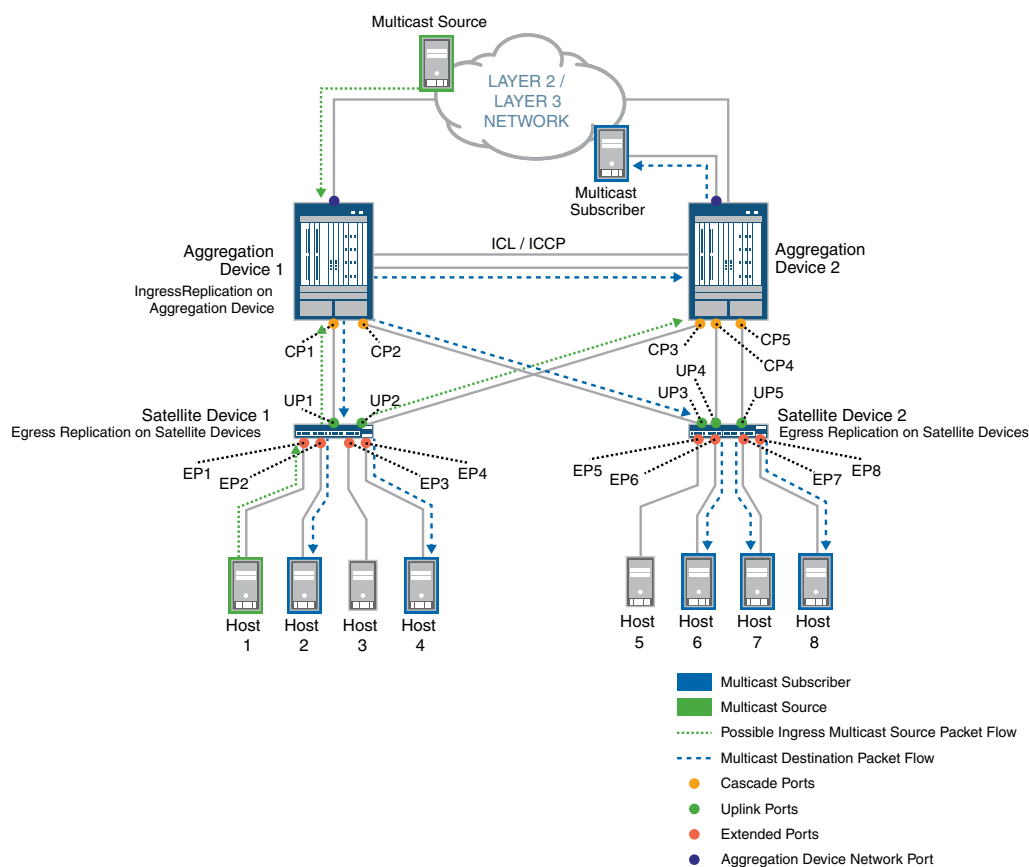 Multicast Source
LAYER 2 /
LAYER 3
NETWORK
Multicast
Subscriber
ICL / ICCP
Aggregation
Device 1
Aggregation
Device 2
IngressReplication on
Aggregation Device
CP1
CP2
CP3
CP5
CP4
UP1
UP2
UP4
UP3
UP5
Satellite Device 1
Egress Replication on Satellite Devices
Satellite Device 2
Egress Replication on Satellite Devices
EP1
EP2
EP4
EP3
EP5
EP6
EP8
EP7
Host
1
Host
2
Host
3
Host
4
Host
5
Host
6
Host
7
Host
8
Multicast Subscriber
Multicast Source
Possible Ingress Multicast Source Packet Flow
Multicast Destination Packet Flow
Cascade Ports
Uplink Ports
Extended Ports
Aggregation Device Network Port